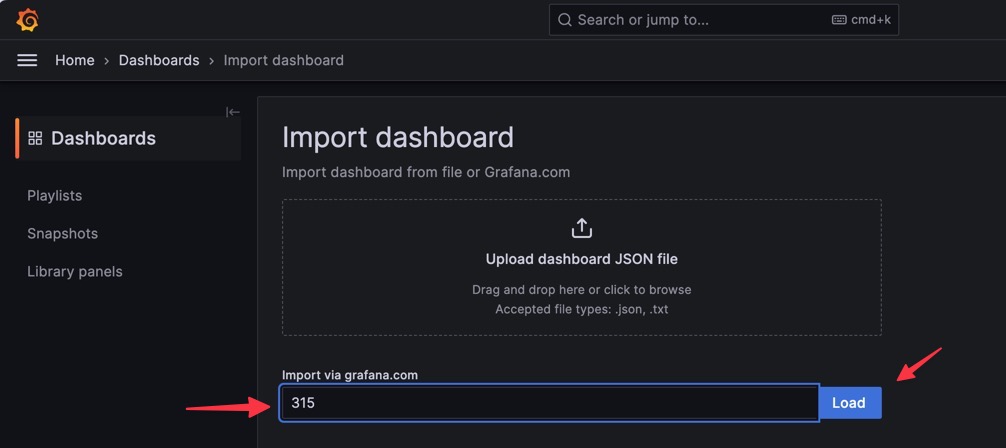 Search or jump to...
cmd+k
Home › Dashboards › Import dashboard
Dashboards
Playlists
Snapshots
Library panels
Import dashboard
Import dashboard from file or Grafana.com
Upload dashboard JSON file
Drag and drop here or click to browse
Accepted file types: .json, .txt
Import via grafana.com
315
Load